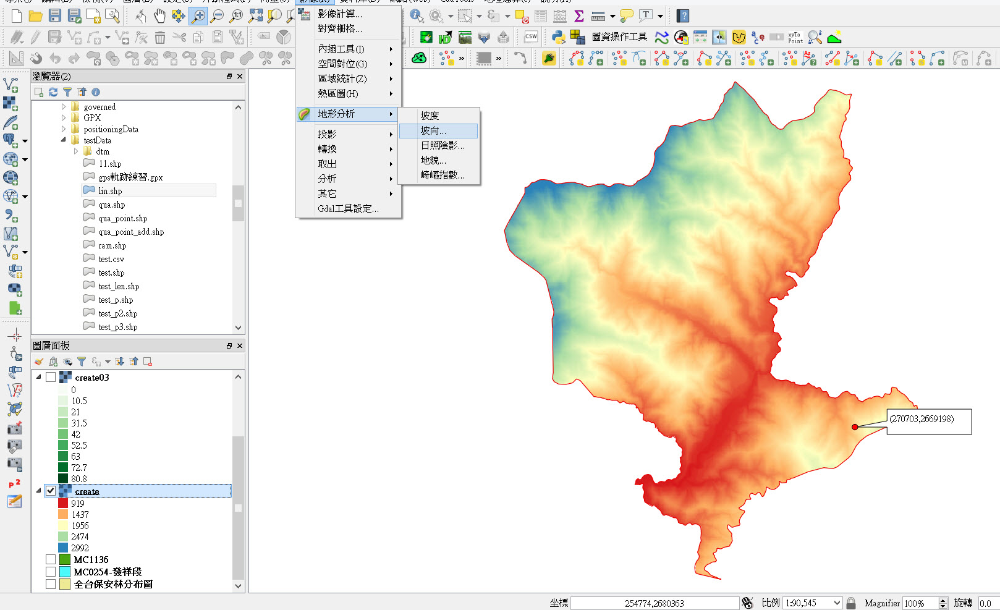 影像計算...
對齊柵格...
內插工具(I)
空間對位(G)
區域統計(Z)
熱區圖(H)
地形分析
投影
轉換
取出
分析
其它
Gdal工具設定...
坡度
坡向...
日照陰影...
地貌...
崎嶇指數...
CSW
圖資操作工具
xyTo
Point
瀏覽器(2)
governed
GPX
positioningData
testData
dtm
11.shp
gps軌跡練習.gpx
lin.shp
qua.shp
qua_point.shp
qua_point_add.shp
ram.shp
test.csv
test.shp
test_len.shp
test_p.shp
test_p2.shp
test_p3.shp
圖層面板
create03
0
10.5
21
31.5
42
52.5
63
72.7
80.8
create
919
1437
1956
2474
2992
MC1136
MC0254-發祥段
全台保安林分布圖
(270703,2669198)
坐標 254774,2680363 比例 1:90,545 Magnifier 100% 旋轉 0.0